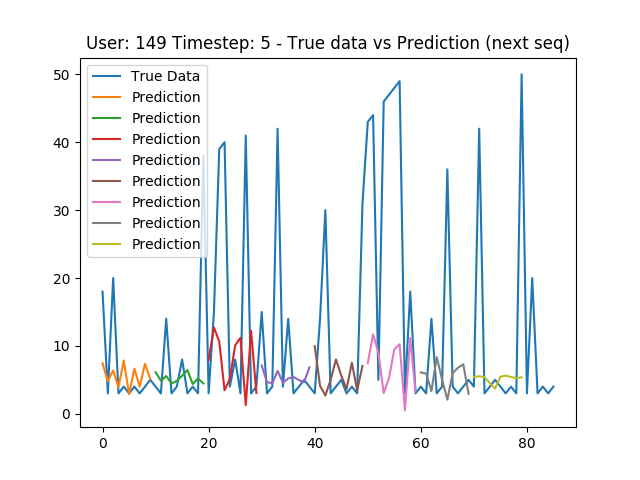 User: 149 Timestep: 5 - True data vs Prediction (next seq)
50
40
30
20
10
0
True Data
Prediction
Prediction
Prediction
Prediction
Prediction
Prediction
Prediction
Prediction
0 20 40 60 80